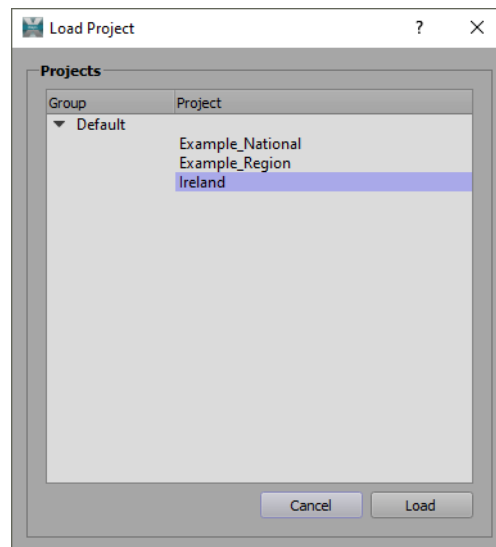 Load Project ?
Projects
Group Project
Default
Example_National
Example_Region
Ireland
Cancel Load